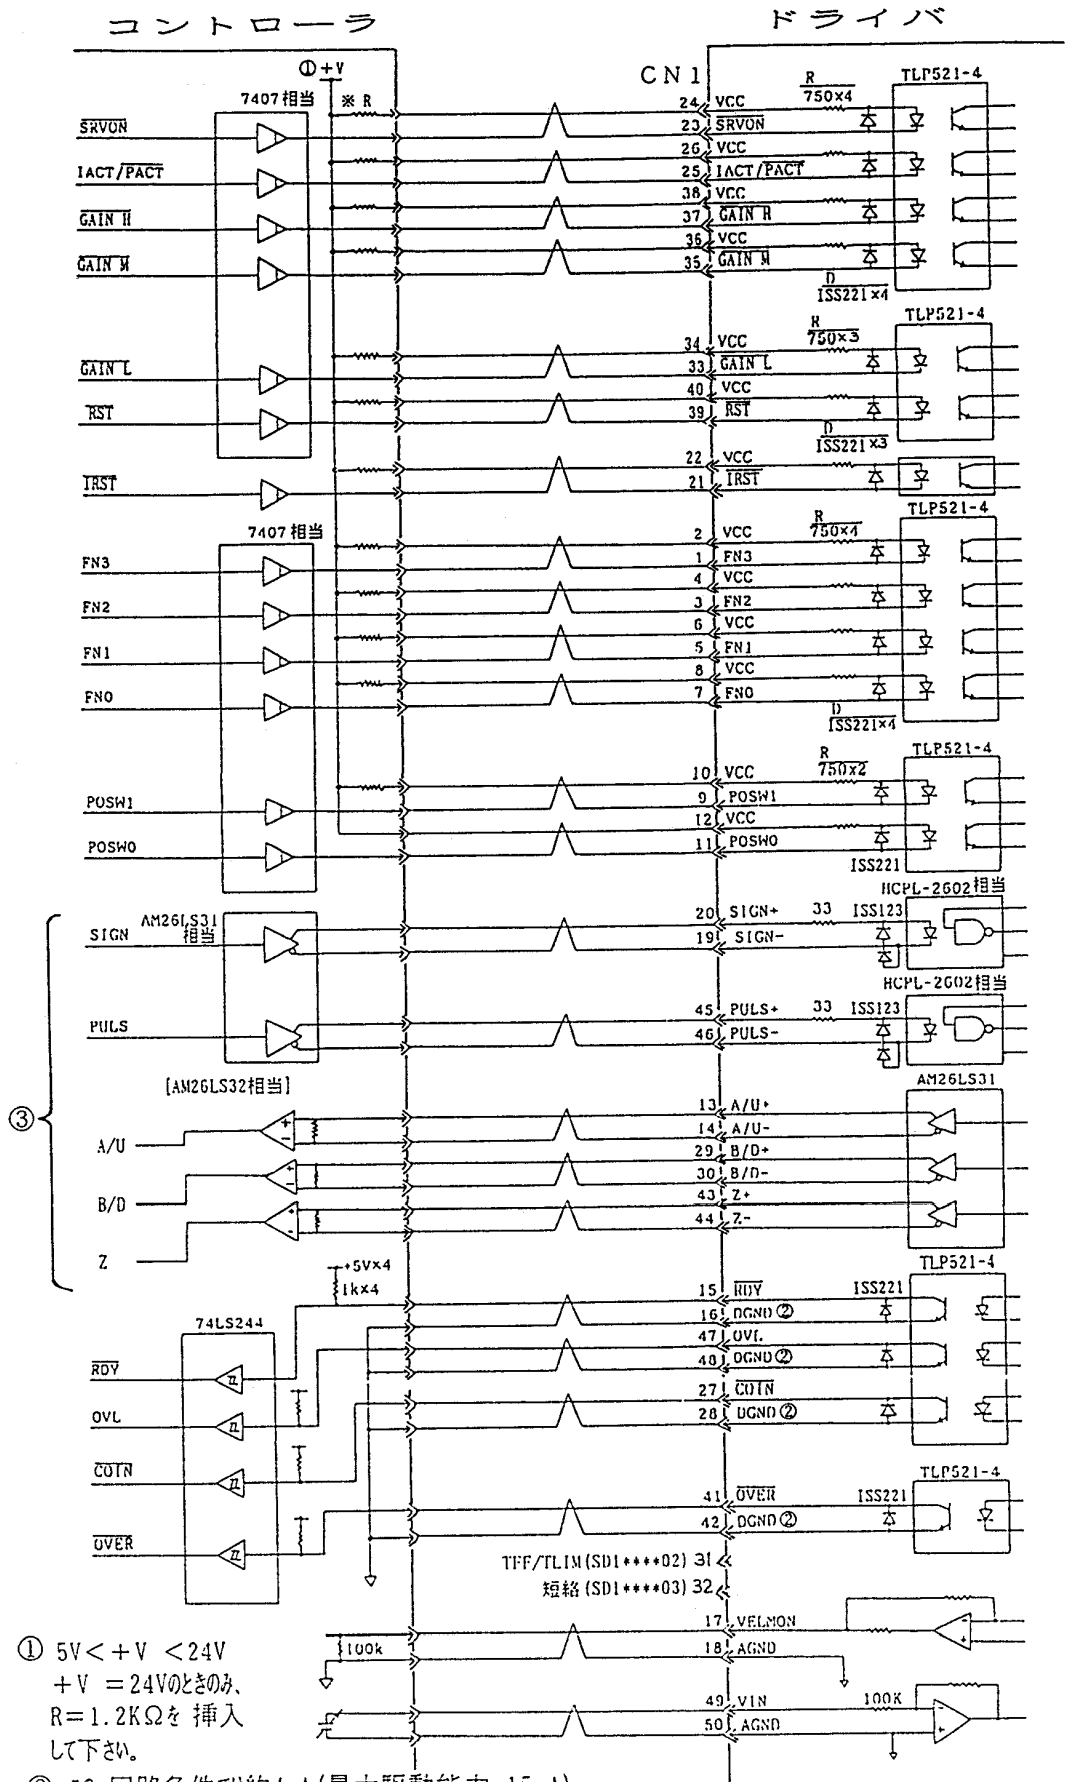 コントローラ
ドライバ
①+V
CN1
7407相当
※ R
R
750×4
TLP521-4
24 VCC
SRVON
23 SRVON
26 VCC
IACT/PACT
25 IACT/PACT
38 VCC
GAIN H
37 GAIN H
36 VCC
GAIN M
35 GAIN M
D
ISS221×4
TLP521-4
R
750×3
34 VCC
GAIN L
33 GAIN L
40 VCC
RST
39 RST
D
ISS221×3
22 VCC
IRST
21 IRST
7407相当
TLP521-4
R
750×4
2 VCC
FN3
1 FN3
4 VCC
FN2
3 FN2
6 VCC
FN1
5 FN1
8 VCC
FN0
7 FN0
D
ISS221×4
TLP521-4
R
750×2
10 VCC
POSW1
9 POSW1
12 VCC
POSW0
11 POSW0
ISS221
HCPL-2602相当
AM26LS31
相当
20 SIGN+
33
ISS123
SIGN
19 SIGN-
HCPL-2602相当
45 PULS+
33
ISS123
PULS
46 PULS-
[AM26LS32相当]
AM26LS31
③
13 A/U+
A/U
14 A/U-
29 B/D+
B/D
30 B/D-
43 Z+
Z
44 Z-
+5V×4
1k×4
TLP521-4
15 RDY
ISS221
16 DGND②
74LS244
47 OVL
RDY
48 DGND②
27 COIN
OVL
28 DGND②
COIN
TLP521-4
41 OVER
ISS221
42 DGND②
OVER
TFF/TLIM(SD1****02) 31
短絡(SD1****03) 32
17 VELMON
100k
18 AGND
① 5V<+V <24V
+V =24Vのときのみ、
R=1.2KΩを 挿入
して下さい。
49 VIN
100K
50 AGND